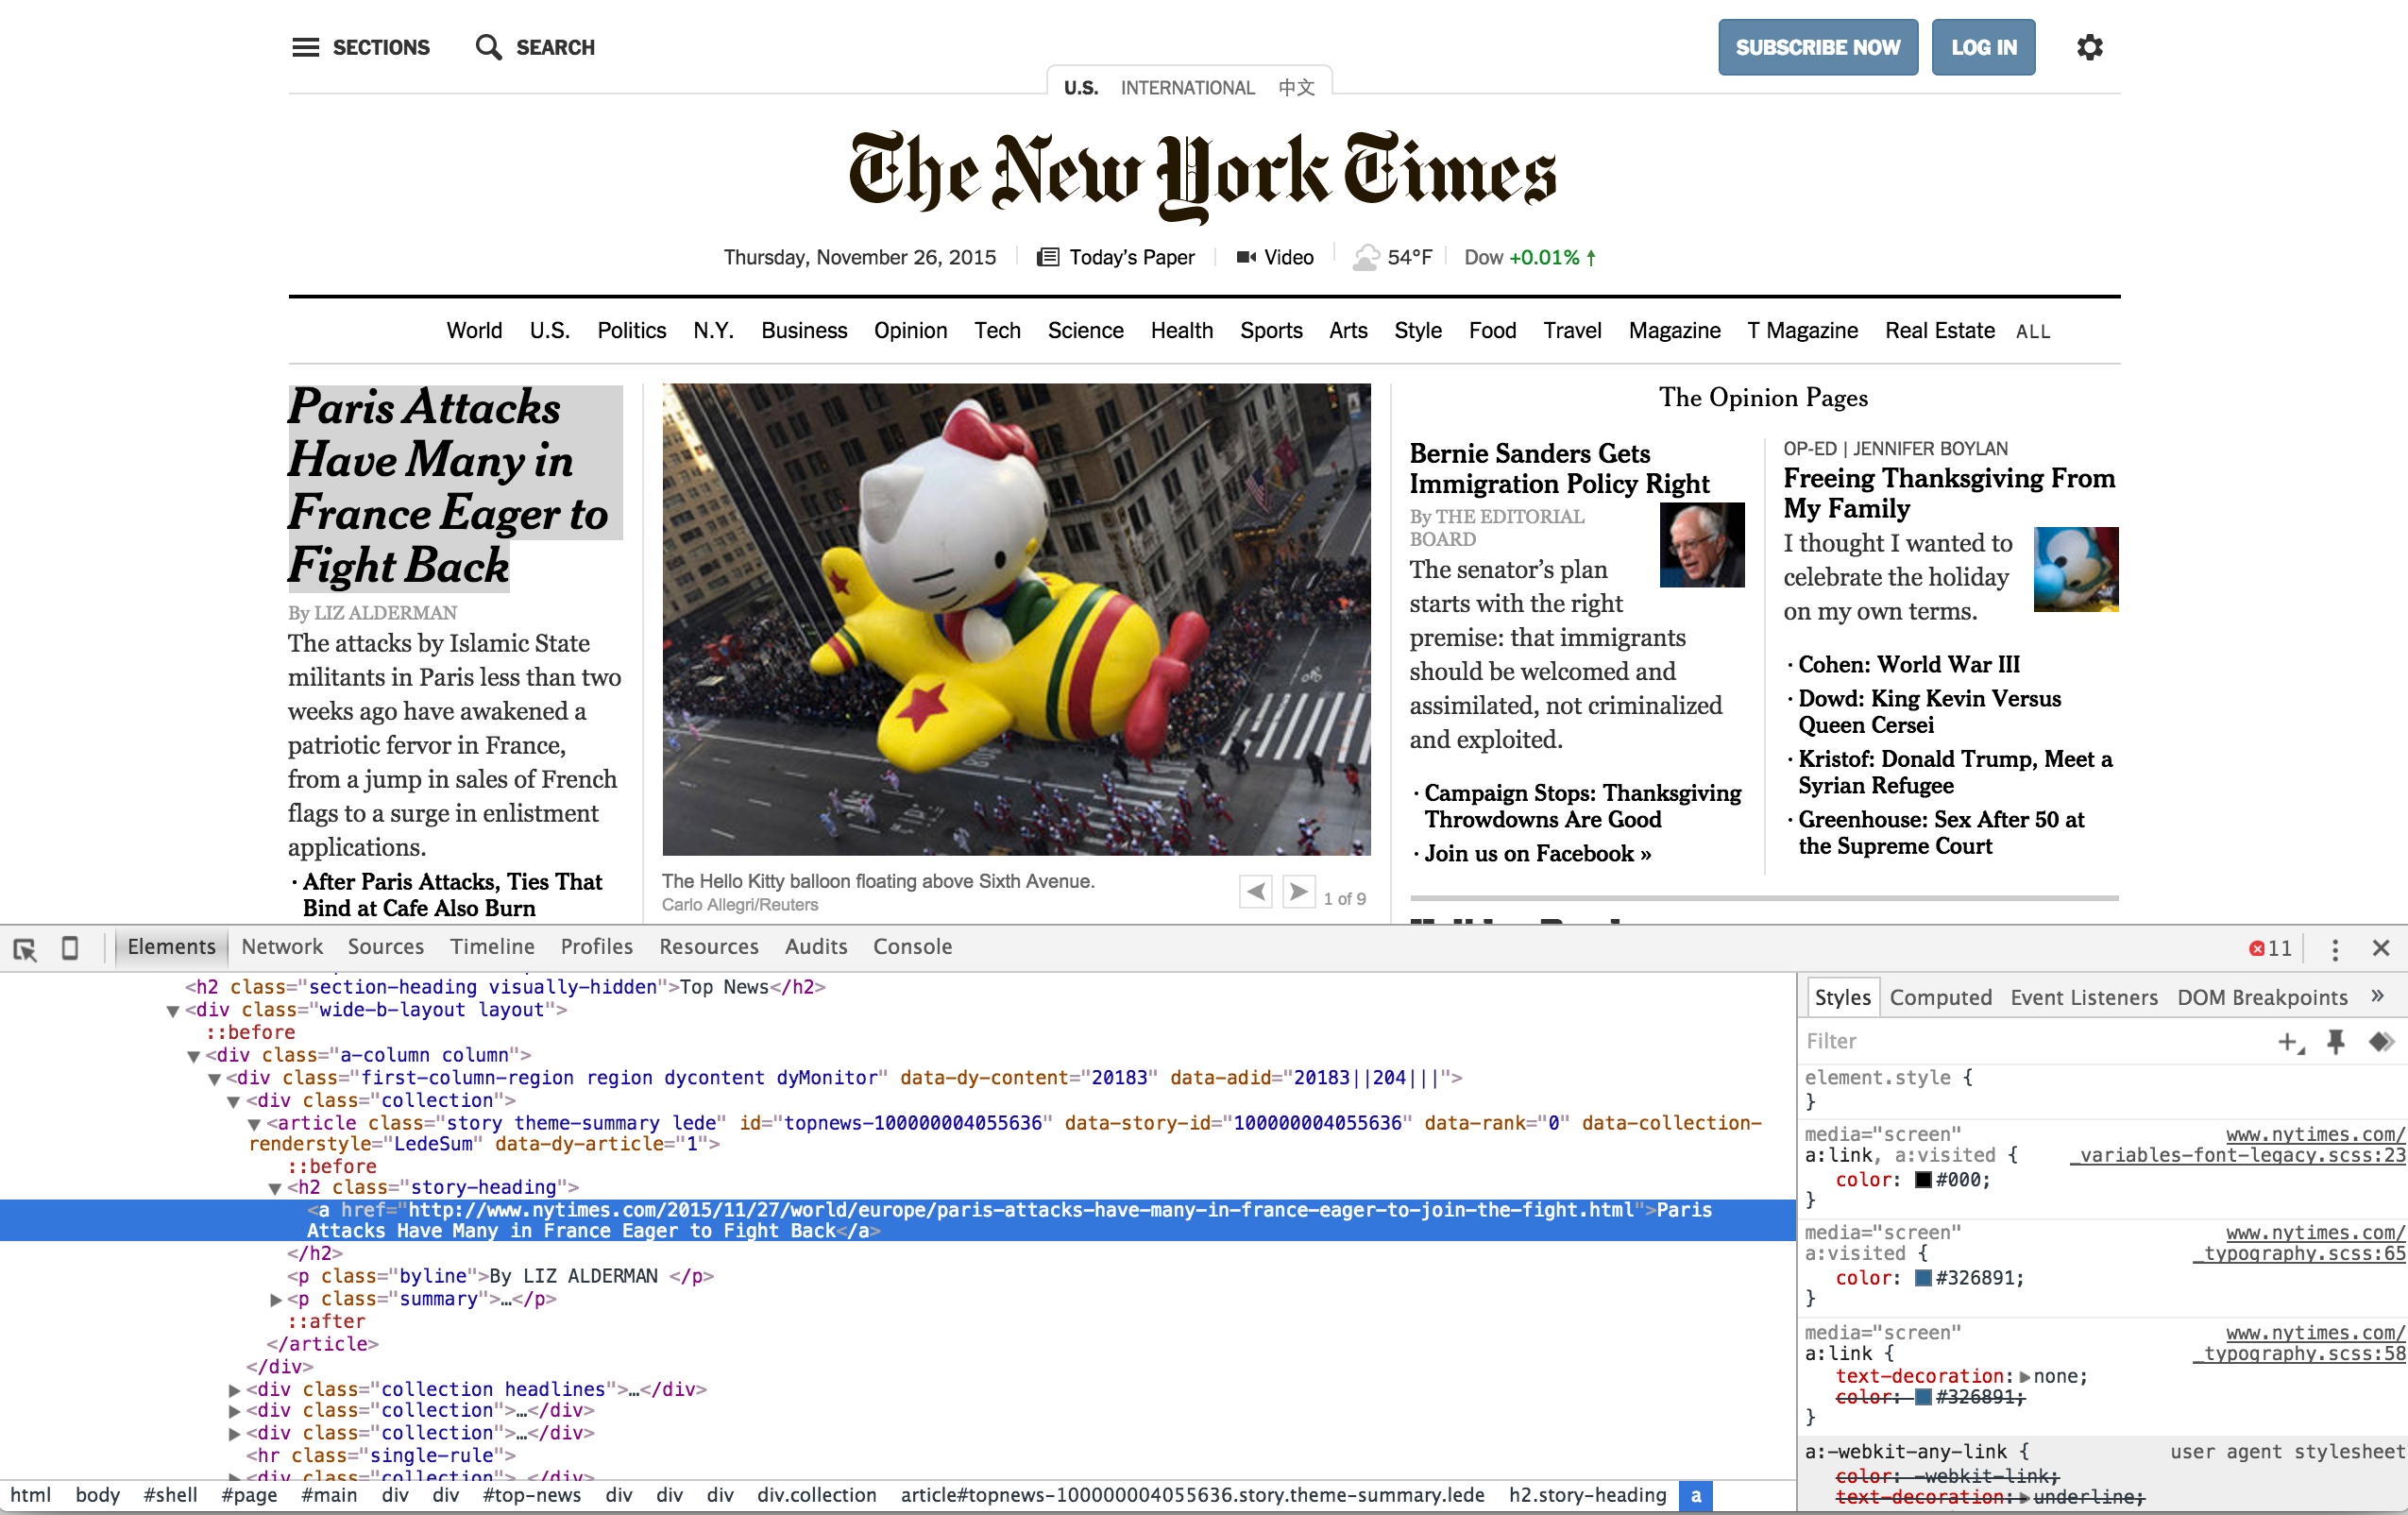 SECTIONS SEARCH SUBSCRIBE NOW LOG IN
U.S. INTERNATIONAL 中文
The New York Times
Thursday, November 26, 2015 Today's Paper Video 54°F Dow +0.01%
World U.S. Politics N.Y. Business Opinion Tech Science Health Sports Arts Style Food Travel Magazine T Magazine Real Estate ALL
Paris Attacks
Have Many in
France Eager to
Fight Back
By LIZ ALDERMAN
The attacks by Islamic State
militants in Paris less than two
weeks ago have awakened a
patriotic fervor in France,
from a jump in sales of French
flags to a surge in enlistment
applications.
· After Paris Attacks, Ties That
Bind at Cafe Also Burn
The Hello Kitty balloon floating above Sixth Avenue.
Carlo Allegri/Reuters
1 of 9
The Opinion Pages
Bernie Sanders Gets
Immigration Policy Right
By THE EDITORIAL
BOARD
The senator's plan
starts with the right
premise: that immigrants
should be welcomed and
assimilated, not criminalized
and exploited.
· Campaign Stops: Thanksgiving
Throwdowns Are Good
· Join us on Facebook »
OP-ED | JENNIFER BOYLAN
Freeing Thanksgiving From
My Family
I thought I wanted to
celebrate the holiday
on my own terms.
· Cohen: World War III
· Dowd: King Kevin Versus
Queen Cersei
· Kristof: Donald Trump, Meet a
Syrian Refugee
· Greenhouse: Sex After 50 at
the Supreme Court
Elements Network Sources Timeline Profiles Resources Audits Console 11
<h2 class="section-heading visually-hidden">Top News</h2>
<div class="wide-b-layout layout">
::before
<div class="a-column column">
<div class="first-column-region region dycontent dyMonitor" data-dy-content="20183" data-adid="20183||204|||">
<div class="collection">
<article class="story theme-summary lede" id="topnews-100000004055636" data-story-id="100000004055636" data-rank="0" data-collection-
renderstyle="LedeSum" data-dy-article="1">
::before
<h2 class="story-heading">
<a href="http://www.nytimes.com/2015/11/27/world/europe/paris-attacks-have-many-in-france-eager-to-join-the-fight.html">Paris
Attacks Have Many in France Eager to Fight Back</a>
</h2>
<p class="byline">By LIZ ALDERMAN </p>
<p class="summary">…</p>
::after
</article>
</div>
<div class="collection headlines">…</div>
<div class="collection">…</div>
<div class="collection">…</div>
<hr class="single-rule">
<div class="collection">…</div>
html body #shell #page #main div div #top-news div div div div.collection article#topnews-100000004055636.story.theme-summary.lede h2.story-heading a
Styles Computed Event Listeners DOM Breakpoints »
Filter
element.style {
}
media="screen" www.nytimes.com/
a:link, a:visited { _variables-font-legacy.scss:23
color: #000;
}
media="screen" www.nytimes.com/
a:visited { _typography.scss:65
color: #326891;
}
media="screen" www.nytimes.com/
a:link { _typography.scss:58
text-decoration: none;
color: #326891;
}
a:-webkit-any-link { user agent stylesheet
color: -webkit-link;
text-decoration: underline;